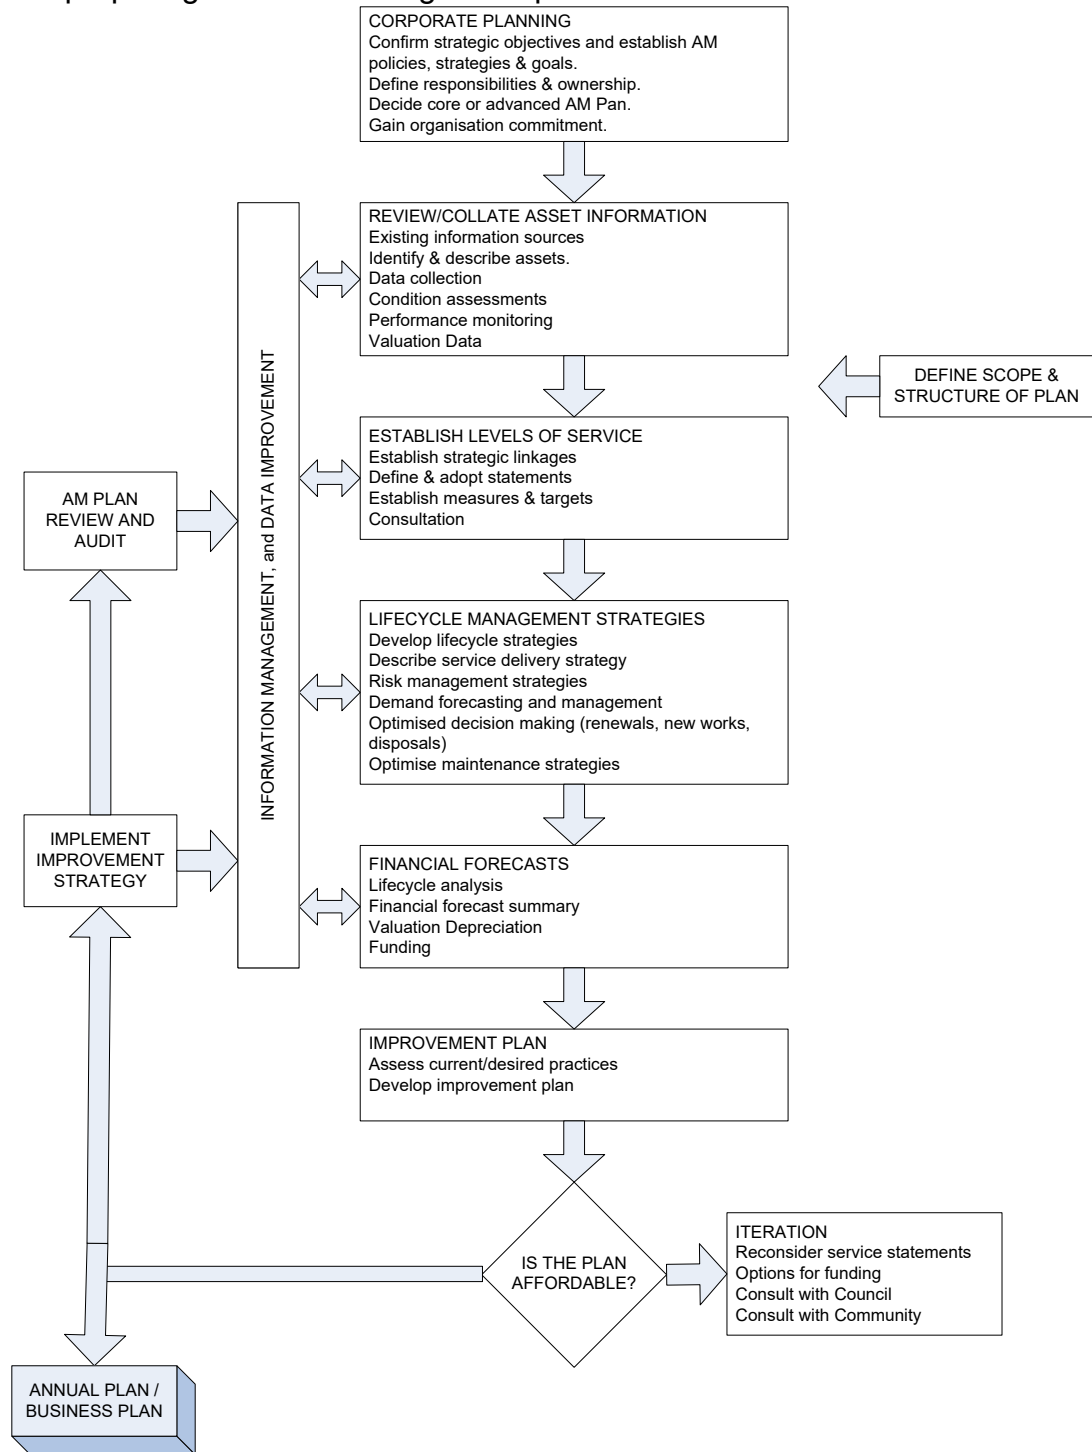 CORPORATE PLANNING
Confirm strategic objectives and establish AM
policies, strategies & goals.
Define responsibilities & ownership.
Decide core or advanced AM Pan.
Gain organisation commitment.
REVIEW/COLLATE ASSET INFORMATION
Existing information sources
Identify & describe assets.
Data collection
Condition assessments
Performance monitoring
Valuation Data
DEFINE SCOPE &
STRUCTURE OF PLAN
INFORMATION MANAGEMENT, and DATA IMPROVEMENT
ESTABLISH LEVELS OF SERVICE
Establish strategic linkages
Define & adopt statements
Establish measures & targets
Consultation
AM PLAN
REVIEW AND
AUDIT
LIFECYCLE MANAGEMENT STRATEGIES
Develop lifecycle strategies
Describe service delivery strategy
Risk management strategies
Demand forecasting and management
Optimised decision making (renewals, new works,
disposals)
Optimise maintenance strategies
IMPLEMENT
IMPROVEMENT
STRATEGY
FINANCIAL FORECASTS
Lifecycle analysis
Financial forecast summary
Valuation Depreciation
Funding
IMPROVEMENT PLAN
Assess current/desired practices
Develop improvement plan
IS THE PLAN
AFFORDABLE?
ITERATION
Reconsider service statements
Options for funding
Consult with Council
Consult with Community
ANNUAL PLAN /
BUSINESS PLAN